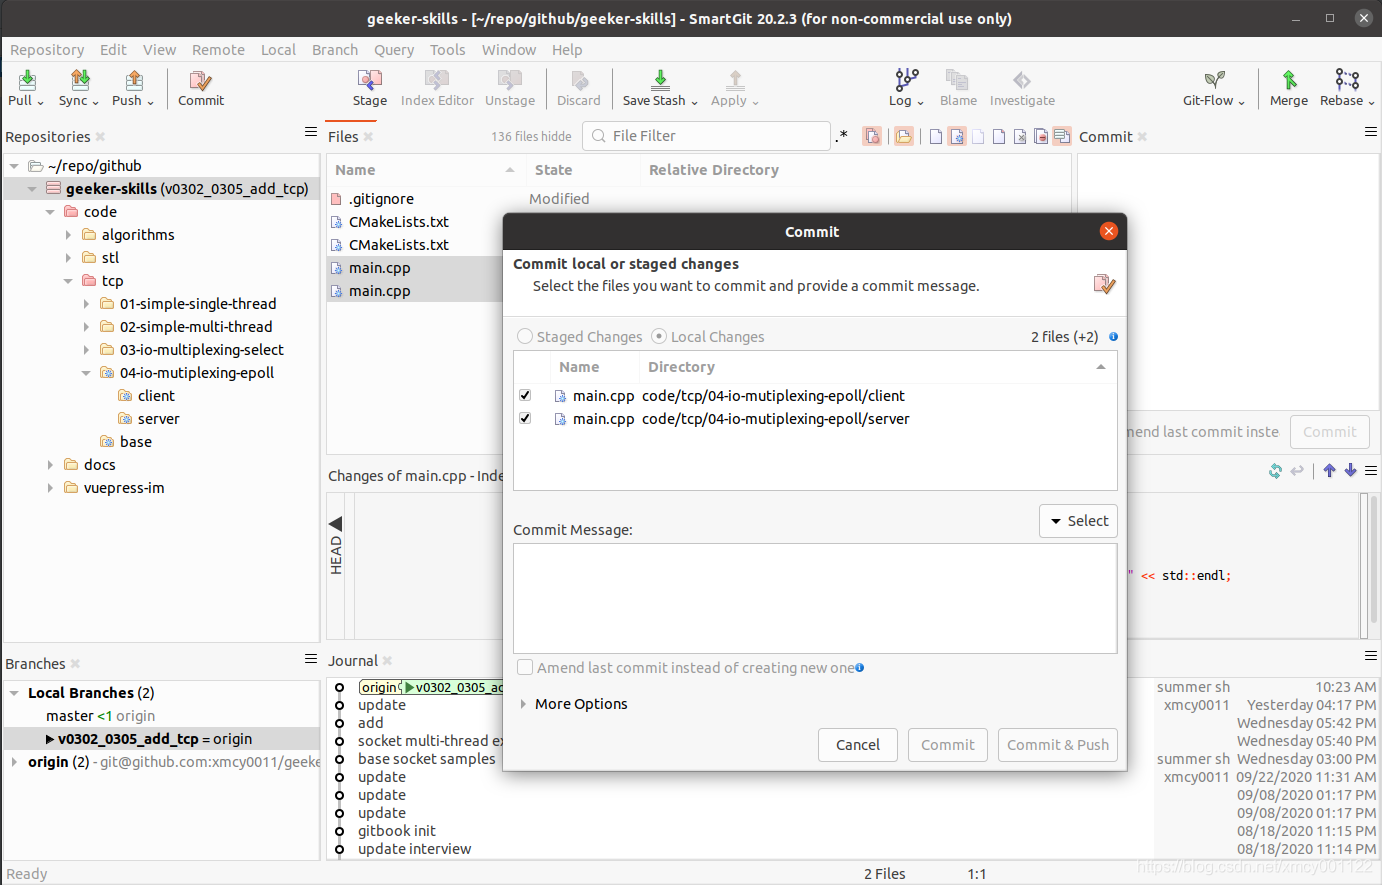 geeker-skills - [~/repo/github/geeker-skills] - SmartGit 20.2.3 (for non-commercial use only)
Repository Edit View Remote Local Branch Query Tools Window Help
Pull Sync Push Commit Stage Index Editor Unstage Discard Save Stash Apply Log Blame Investigate Git-Flow Merge Rebase
Repositories
~/repo/github
geeker-skills (v0302_0305_add_tcp)
code
algorithms
stl
tcp
01-simple-single-thread
02-simple-multi-thread
03-io-multiplexing-select
04-io-mutiplexing-epoll
client
server
base
docs
vuepress-im
Files 136 files hidde File Filter .*
Name State Relative Directory
.gitignore Modified
CMakeLists.txt
CMakeLists.txt
main.cpp
main.cpp
Commit
mend last commit inste Commit
Changes of main.cpp - Inde
HEAD
" << std::endl;
Commit
Commit local or staged changes
Select the files you want to commit and provide a commit message.
Staged Changes Local Changes 2 files (+2)
Name Directory
main.cpp code/tcp/04-io-mutiplexing-epoll/client
main.cpp code/tcp/04-io-mutiplexing-epoll/server
Select
Commit Message:
Amend last commit instead of creating new one
More Options
Cancel Commit Commit & Push
Branches
Local Branches (2)
master <1 origin
v0302_0305_add_tcp = origin
origin (2) - git@github.com:xmcy0011/geeke
Journal
origin v0302_0305_ad summer sh 10:23 AM
update xmcy0011 Yesterday 04:17 PM
add Wednesday 05:42 PM
socket multi-thread ex Wednesday 05:40 PM
base socket samples summer sh Wednesday 03:00 PM
update xmcy0011 09/22/2020 11:31 AM
update 09/08/2020 01:17 PM
update 09/08/2020 01:17 PM
gitbook init 08/18/2020 11:15 PM
update interview 08/18/2020 11:14 PM
Ready 2 Files 1:1
https://blog.csdn.net/xmcy001122